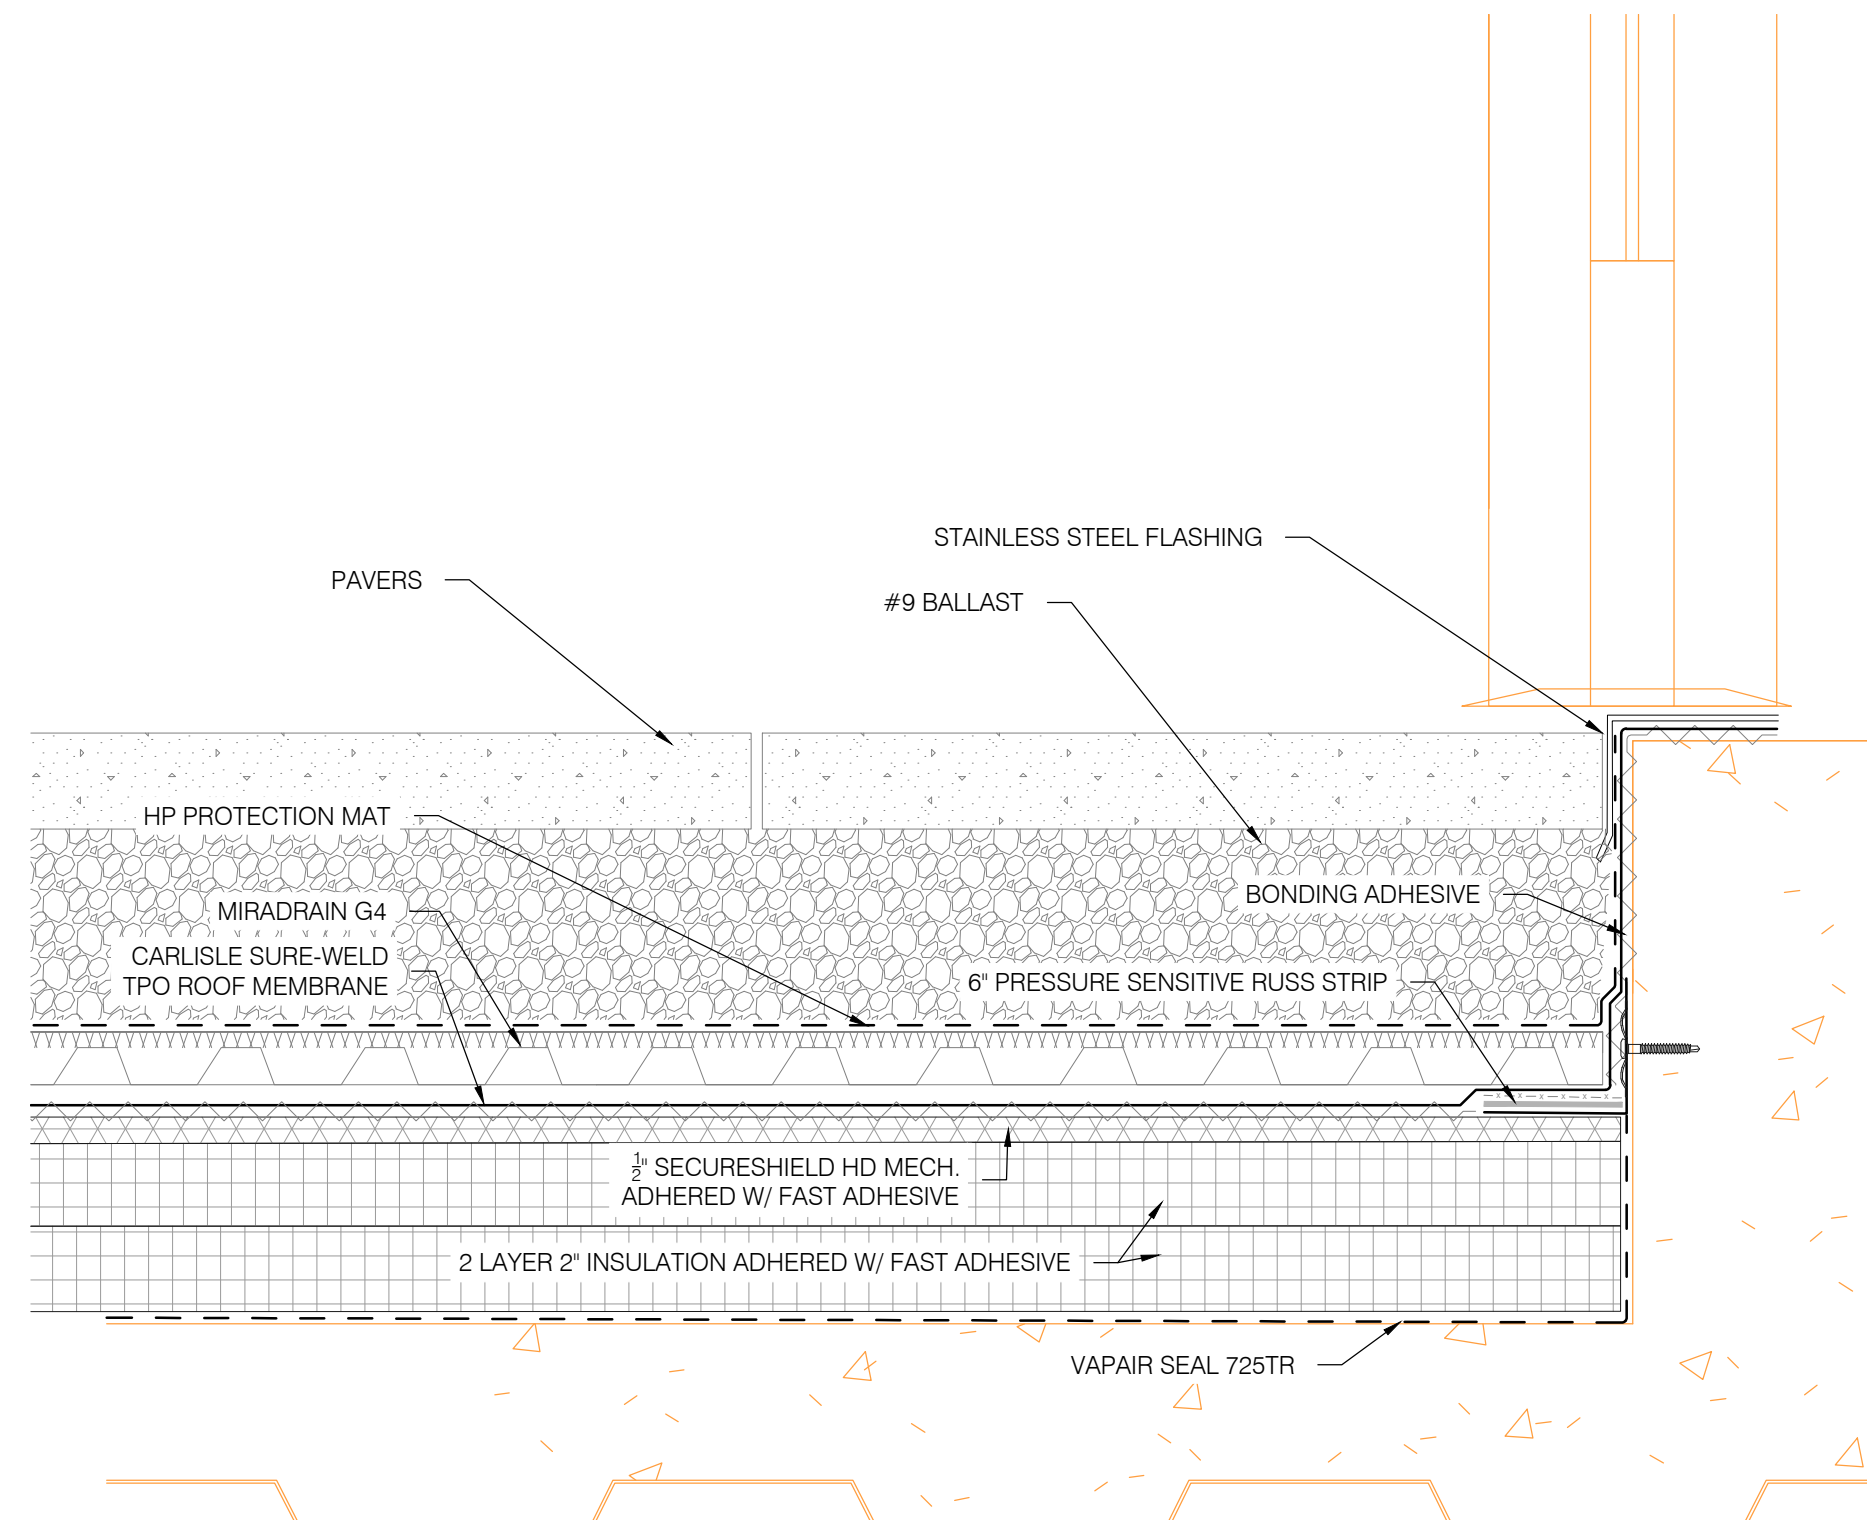 STAINLESS STEEL FLASHING
PAVERS
#9 BALLAST
HP PROTECTION MAT
BONDING ADHESIVE
MIRADRAIN G4
CARLISLE SURE-WELD
TPO ROOF MEMBRANE
6" PRESSURE SENSITIVE RUSS STRIP
½" SECURESHIELD HD MECH.
ADHERED W/ FAST ADHESIVE
2 LAYER 2" INSULATION ADHERED W/ FAST ADHESIVE
VAPAIR SEAL 725TR